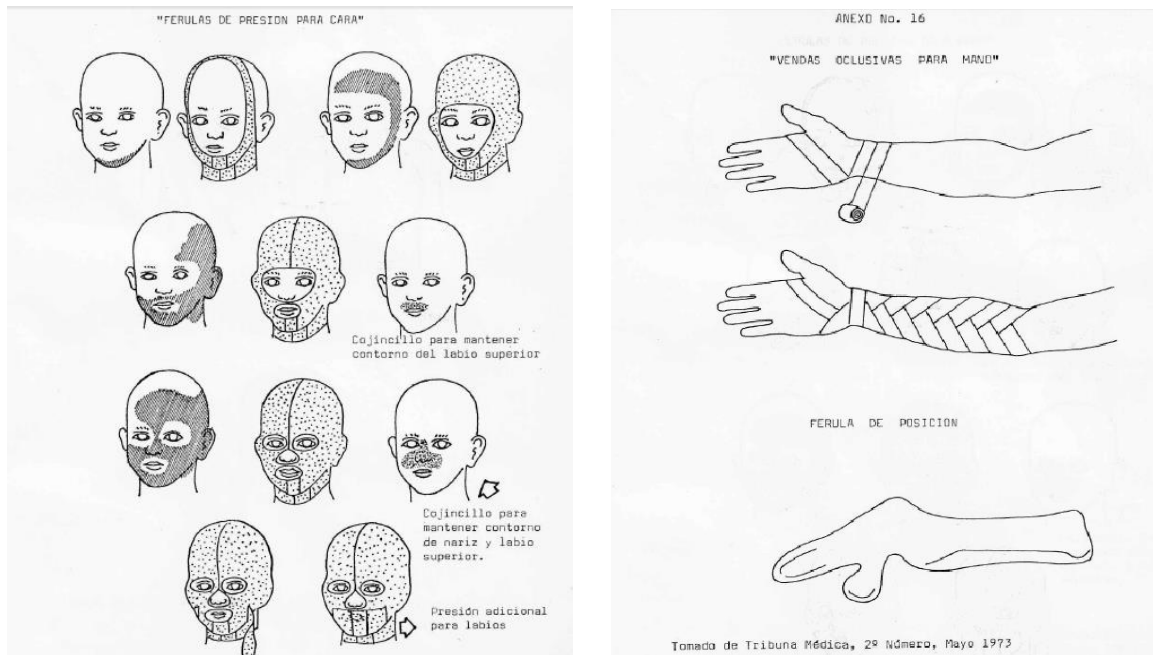 "FERULAS DE PRESION PARA CARA"
Cojincillo para mantener
contorno del labio superior
Cojincillo para
mantener contorno
de nariz y labio
superior.
Presión adicional
para labios
ANEXO No. 16
"VENDAS OCLUSIVAS PARA MANO"
FERULA DE POSICION
Tomado de Tribuna Médica, 2º Número, Mayo 1973